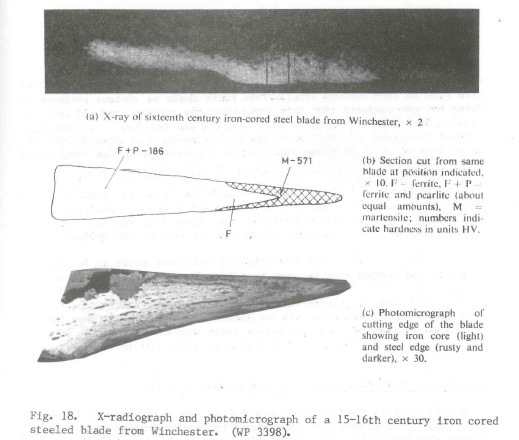 (a) X-ray of sixteenth century iron-cored steel blade from Winchester, × 2
F+P-186
M-571
F
(b) Section cut from same
blade at position indicated,
× 10. F - ferrite, F + P =
ferrite and pearlite (about
equal amounts), M =
martensite; numbers indi-
cate hardness in units HV.
(c) Photomicrograph of
cutting edge of the blade
showing iron core (light)
and steel edge (rusty and
darker), × 30.
Fig. 18. X-radiograph and photomicrograph of a 15-16th century iron cored
steeled blade from Winchester. (WP 3398).